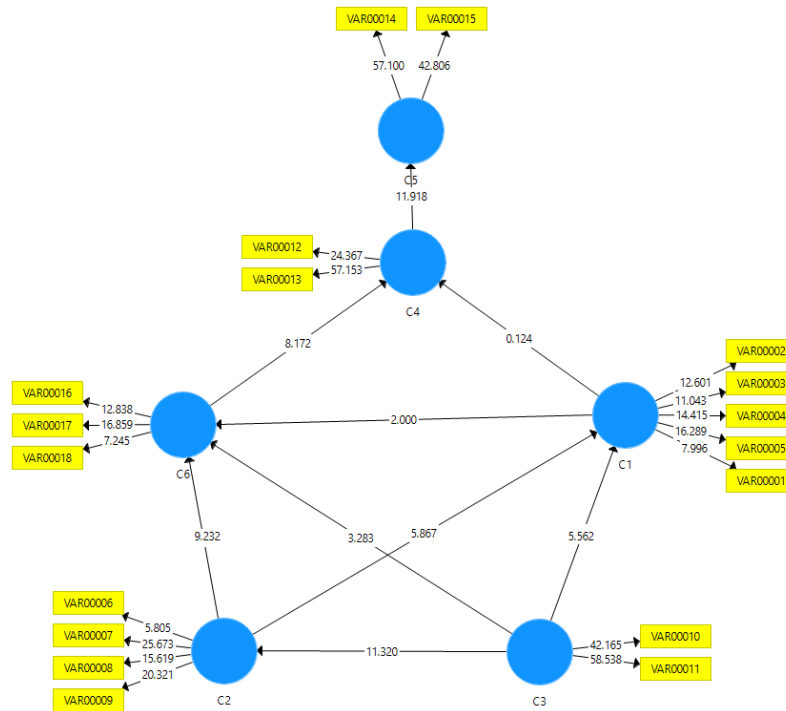 VAR00014
VAR00015
57.100
42.806
C5
11.918
VAR00012
24.367
VAR00013
57.153
C4
8.172
0.124
VAR00002
12.601
VAR00003
11.043
VAR00004
14.415
VAR00005
16.289
VAR00001
7.996
C1
VAR00016
12.838
VAR00017
16.859
VAR00018
7.245
C6
2.000
9.232
3.283
5.867
5.562
VAR00006
5.805
VAR00007
25.673
VAR00008
15.619
VAR00009
20.321
C2
11.320
VAR00010
42.165
VAR00011
58.538
C3